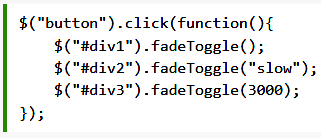 $("button").click(function(){
    $("#div1").fadeToggle();
    $("#div2").fadeToggle("slow");
    $("#div3").fadeToggle(3000);
});